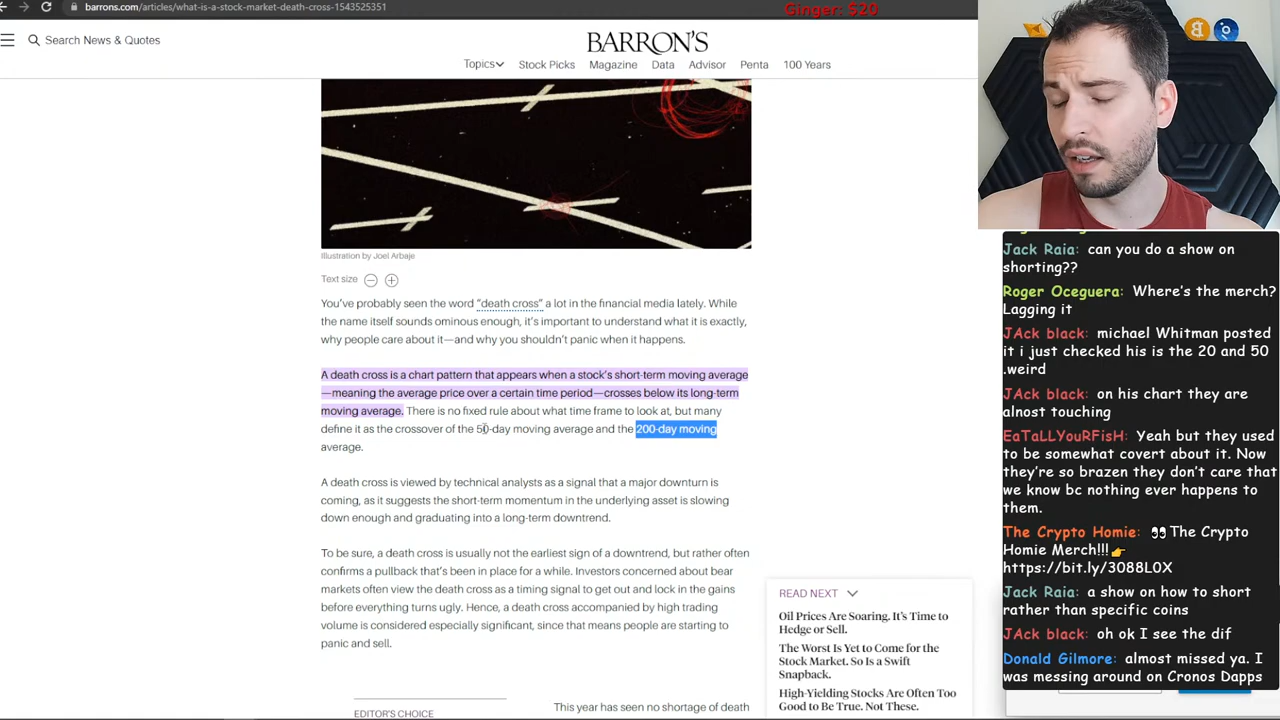 barrons.com/articles/what-is-a-stock-market-death-cross-1543525351
Ginger: $20
Search News & Quotes
BARRON'S
Topics Stock Picks Magazine Data Advisor Penta 100 Years
Illustration by Joel Arbaje
Text size
You've probably seen the word “death cross” a lot in the financial media lately. While
the name itself sounds ominous enough, it's important to understand what it is exactly,
why people care about it—and why you shouldn't panic when it happens.
A death cross is a chart pattern that appears when a stock's short-term moving average
—meaning the average price over a certain time period—crosses below its long-term
moving average. There is no fixed rule about what time frame to look at, but many
define it as the crossover of the 50-day moving average and the 200-day moving
average.
A death cross is viewed by technical analysts as a signal that a major downturn is
coming, as it suggests the short-term momentum in the underlying asset is slowing
down enough and graduating into a long-term downtrend.
To be sure, a death cross is usually not the earliest sign of a downtrend, but rather often
confirms a pullback that's been in place for a while. Investors concerned about bear
markets often view the death cross as a timing signal to get out and lock in the gains
before everything turns ugly. Hence, a death cross accompanied by high trading
volume is considered especially significant, since that means people are starting to
panic and sell.
EDITOR'S CHOICE
This year has seen no shortage of death
READ NEXT
Oil Prices Are Soaring. It's Time to
Hedge or Sell.
The Worst Is Yet to Come for the
Stock Market. So Is a Swift
Snapback.
High-Yielding Stocks Are Often Too
Good to Be True. Not These.
Jack Raia: can you do a show on
shorting??
Roger Oceguera: Where's the merch?
Lagging it
JAck black: michael Whitman posted
it i just checked his is the 20 and 50
.weird
JAck black: on his chart they are
alnost touching
EaTaLLYouRFisH: Yeah but they used
to be somewhat covert about it. Now
they're so brazen they don't care that
we know bc nothing ever happens to
them.
The Crypto Homie: 👀The Crypto
Homie Merch!!!👉
https://bit.ly/3088L0X
Jack Raia: a show on how to short
rather than specific coins
JAck black: oh ok I see the dif
Donald Gilmore: almost missed ya. I
was messing around on Cronos Dapps